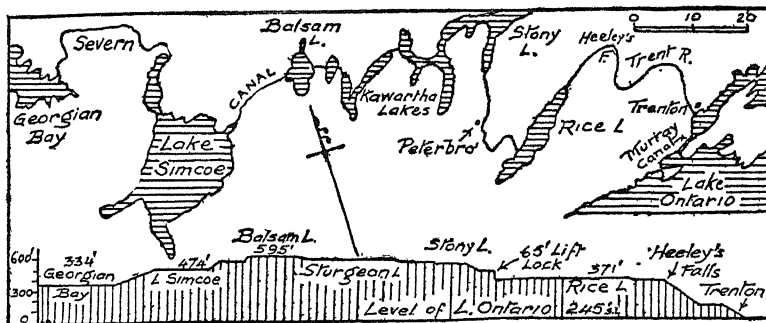 Severn
Balsam
L.
Stony
L.
Heeley's
F.
Trent R.
0 10 20
CANAL
Georgian
Bay
Kawartha
Lakes
Trenton
Lake
Simcoe
Peterbro
Rice L
Murray
Canal
Lake
Ontario
Balsam L.
595'
Stony L.
65' Lift
Lock
Heeley's
Falls
600
300
0
334'
Georgian
Bay
474'
L Simcoe
Sturgeon L
371'
Rice L
Trenton
Level of L. Ontario 245'